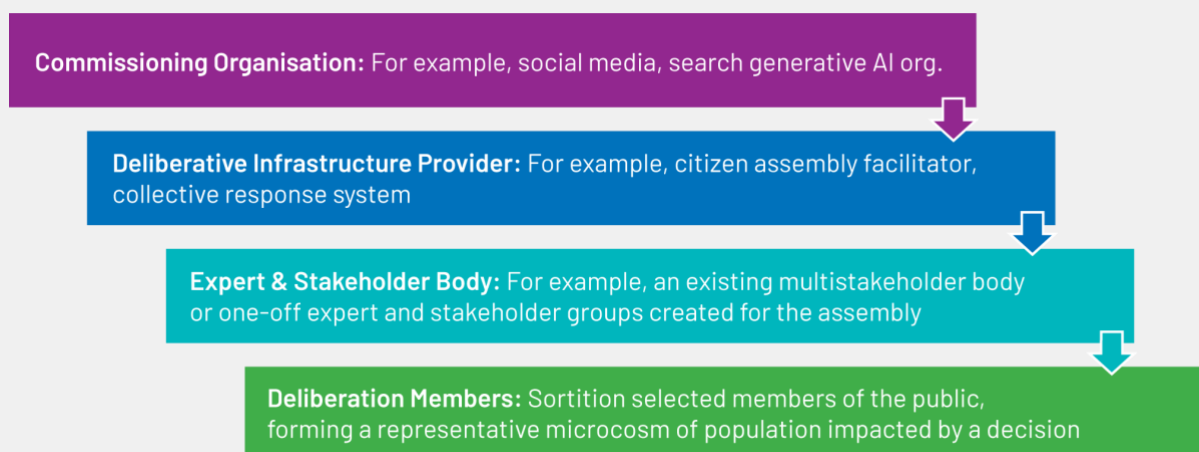 Commissioning Organisation: For example, social media, search generative AI org.
Deliberative Infrastructure Provider: For example, citizen assembly facilitator,
collective response system
Expert & Stakeholder Body: For example, an existing multistakeholder body
or one-off expert and stakeholder groups created for the assembly
Deliberation Members: Sortition selected members of the public,
forming a representative microcosm of population impacted by a decision